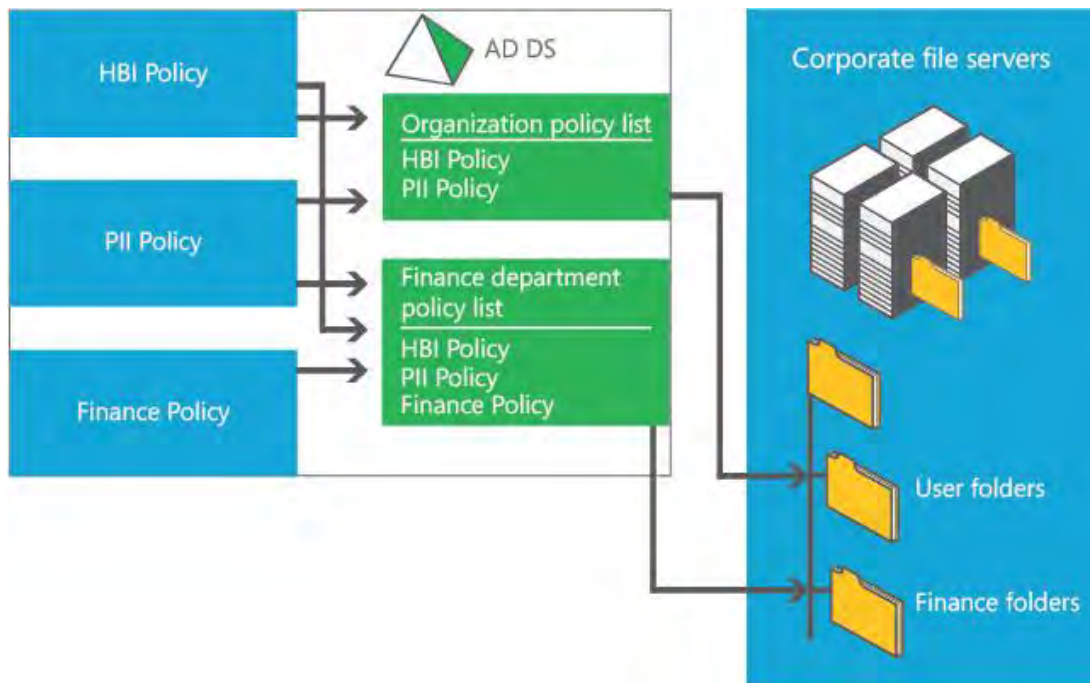 HBI Policy
PII Policy
Finance Policy
AD DS
Organization policy list
HBI Policy
PII Policy
Finance department
policy list
HBI Policy
PII Policy
Finance Policy
Corporate file servers
User folders
Finance folders